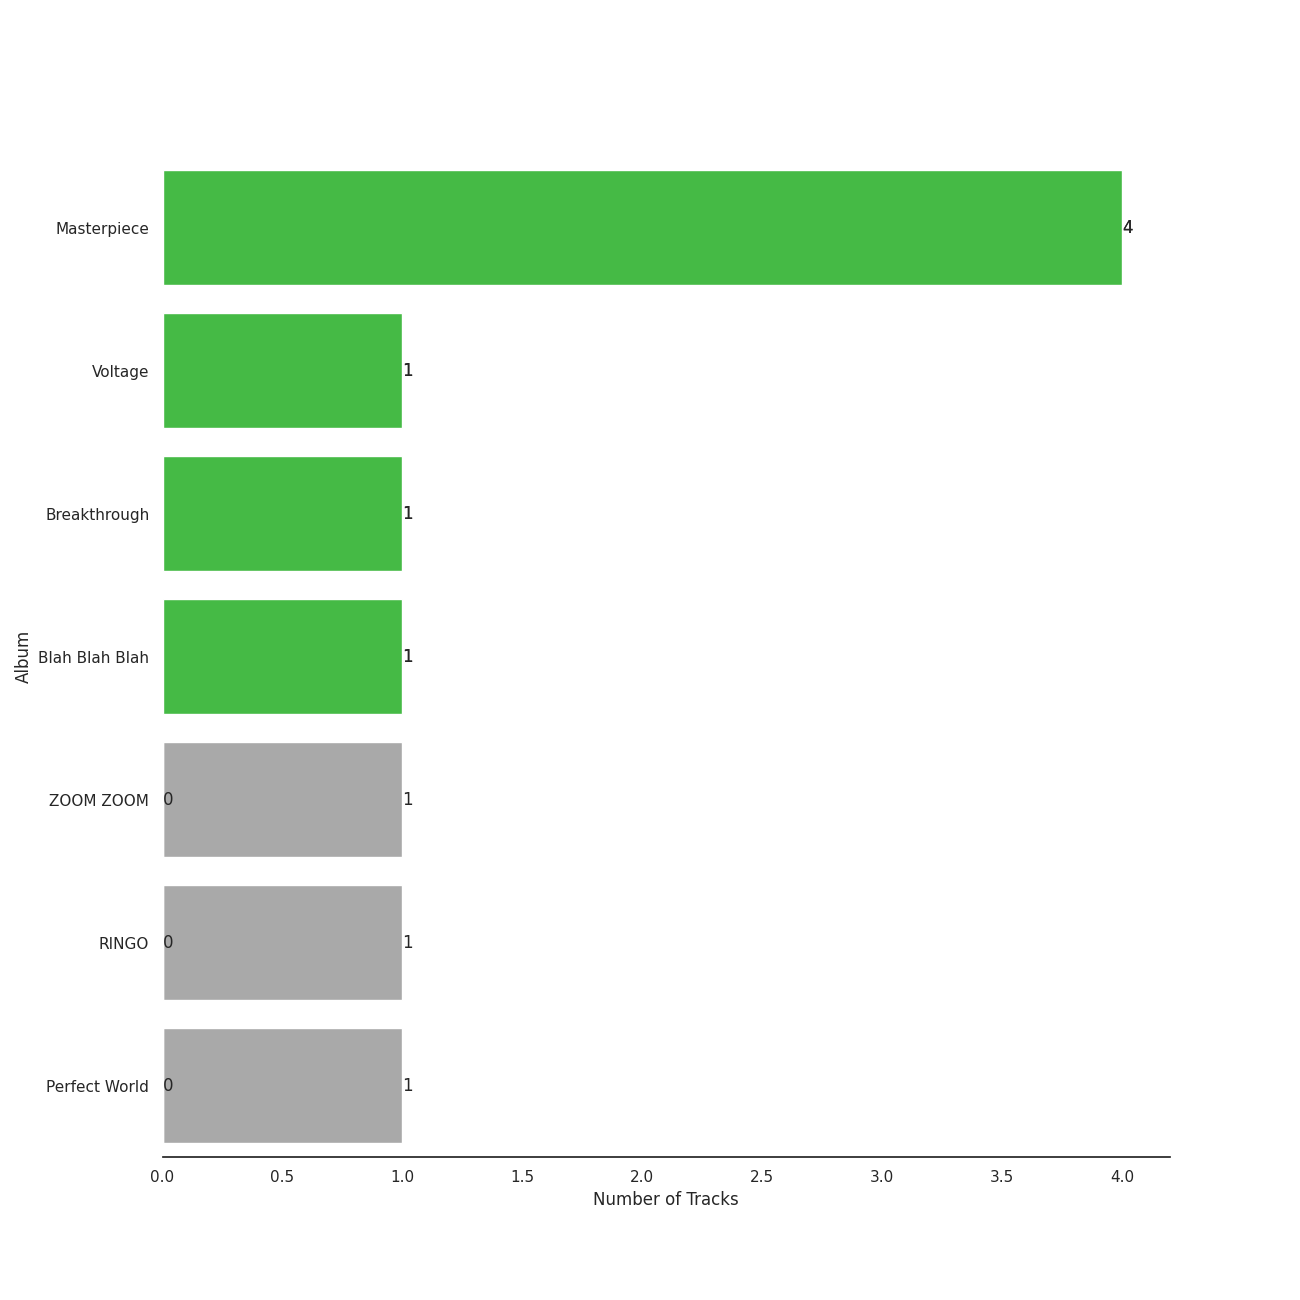 Masterpiece 4
Voltage 1
Breakthrough 1
Blah Blah Blah 1
ZOOM ZOOM 0 1
RINGO 0 1
Perfect World 0 1
Album
0.0 0.5 1.0 1.5 2.0 2.5 3.0 3.5 4.0
Number of Tracks